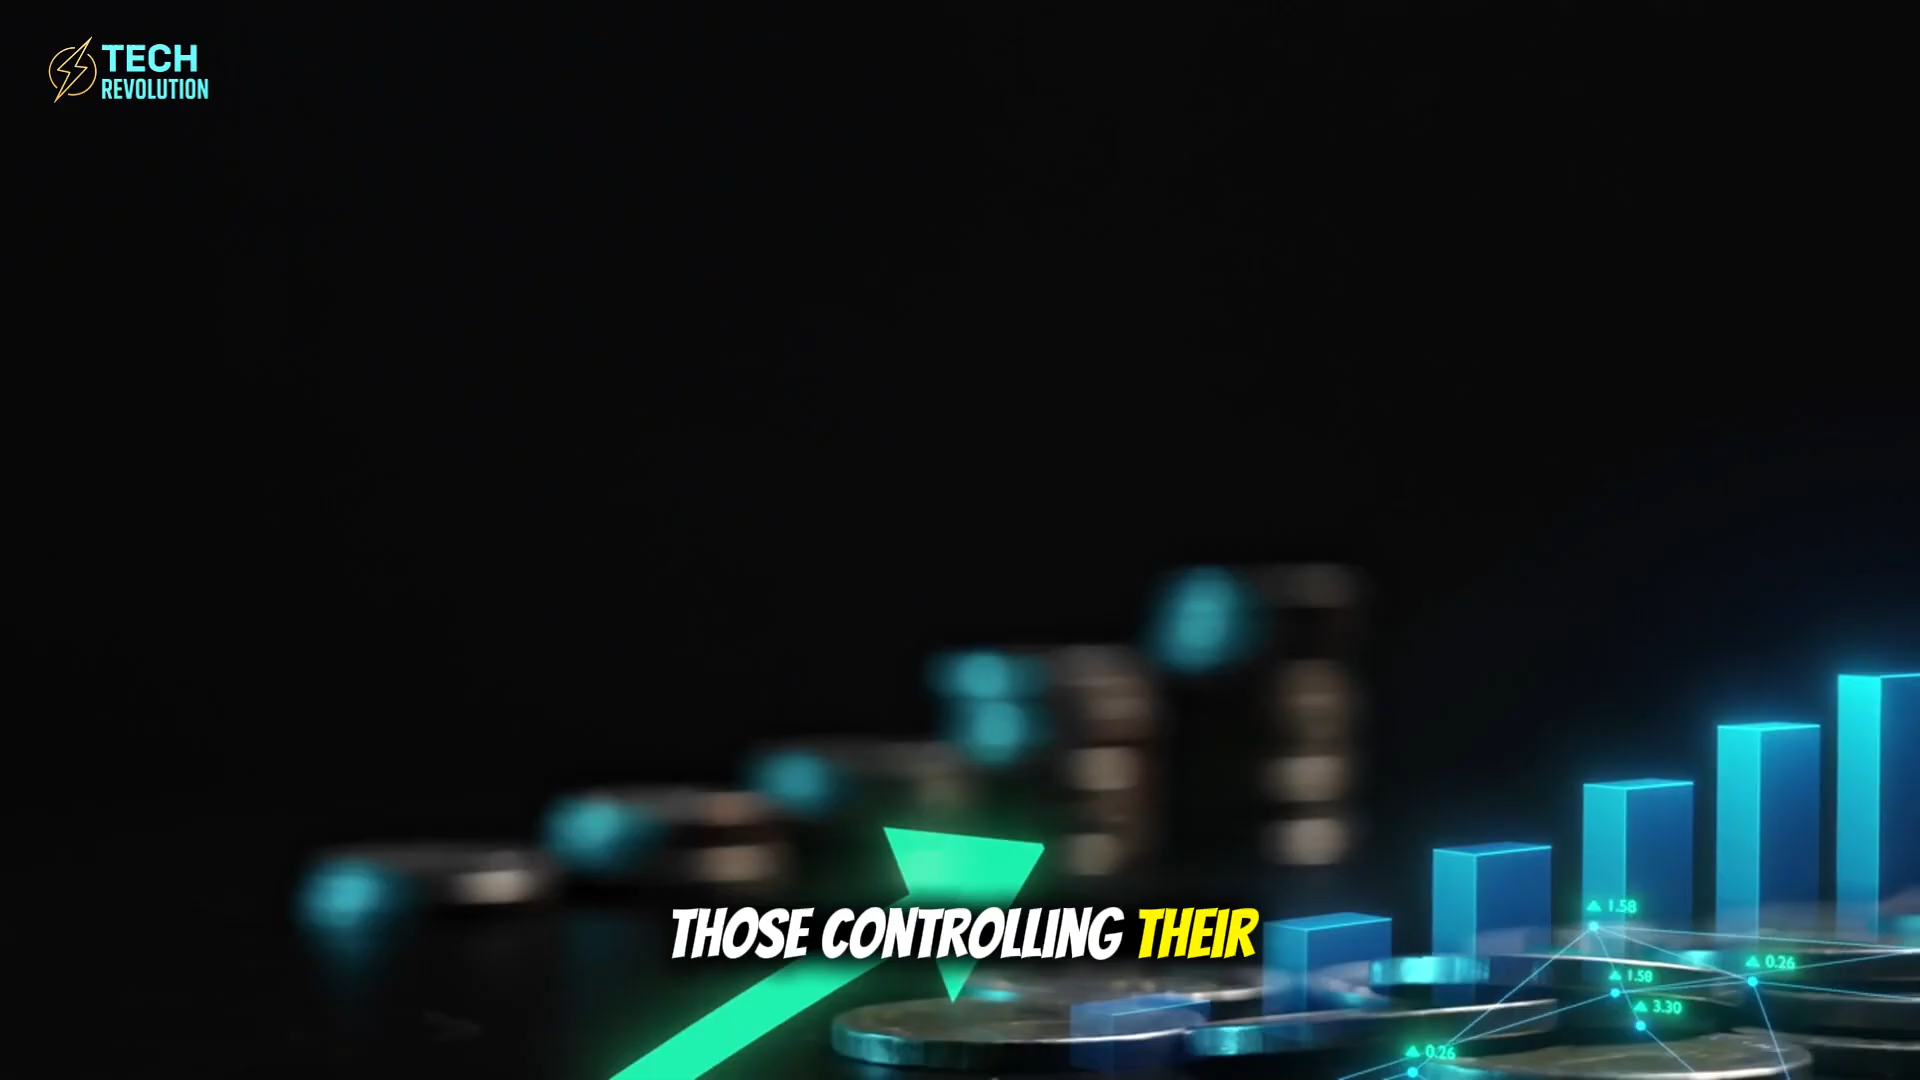 TECH
REVOLUTION
THOSE CONTROLLING THEIR
▲ 1.58
▲ 1.58
▲ 0.26
▲ 3.30
▲ 0.26